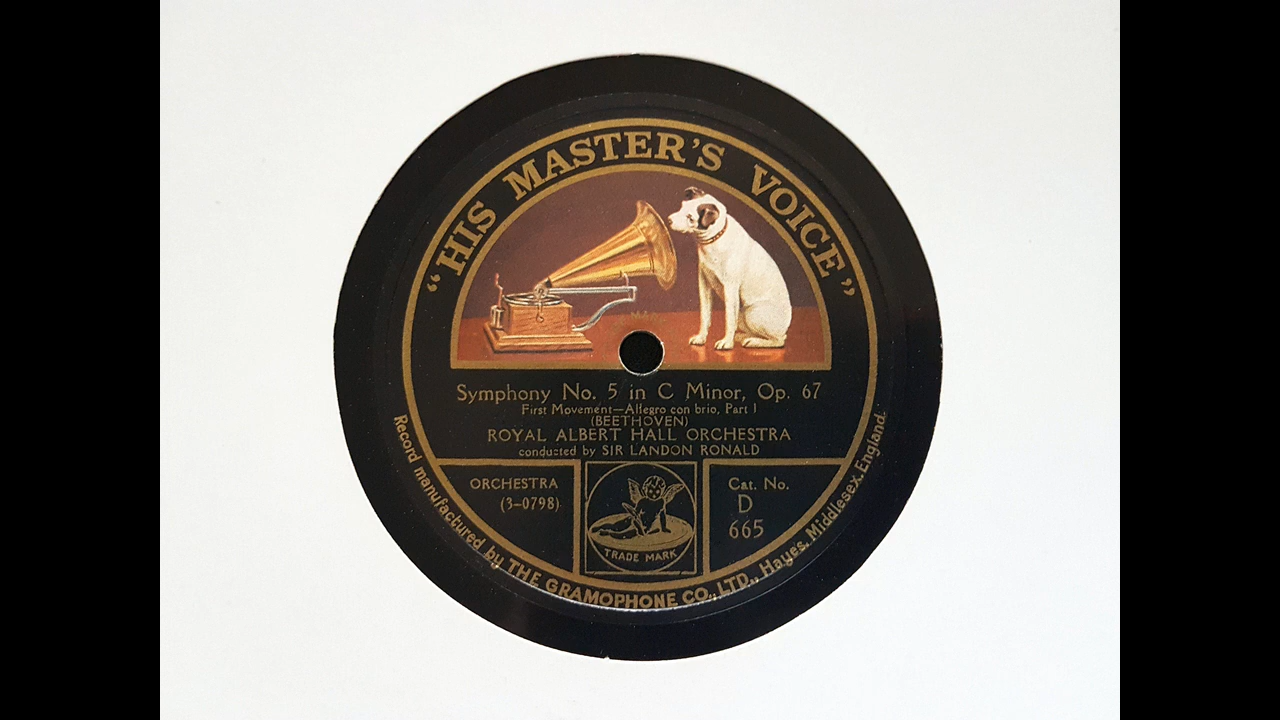 “HIS MASTER'S VOICE”
Symphony No. 5 in C Minor, Op. 67
First Movement—Allegro con brio, Part I
(BEETHOVEN)
ROYAL ALBERT HALL ORCHESTRA
conducted by SIR LANDON RONALD
ORCHESTRA
(3–0798)
Cat. No.
D
665
TRADE MARK
Record manufactured by THE GRAMOPHONE CO., LTD., Hayes, Middlesex, England.